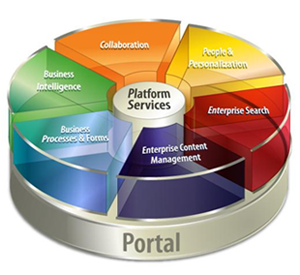 Collaboration
People &
Personalization
Business
Intelligence
Platform
Services
Enterprise Search
Business
Processes & Forms
Enterprise Content
Management
Portal